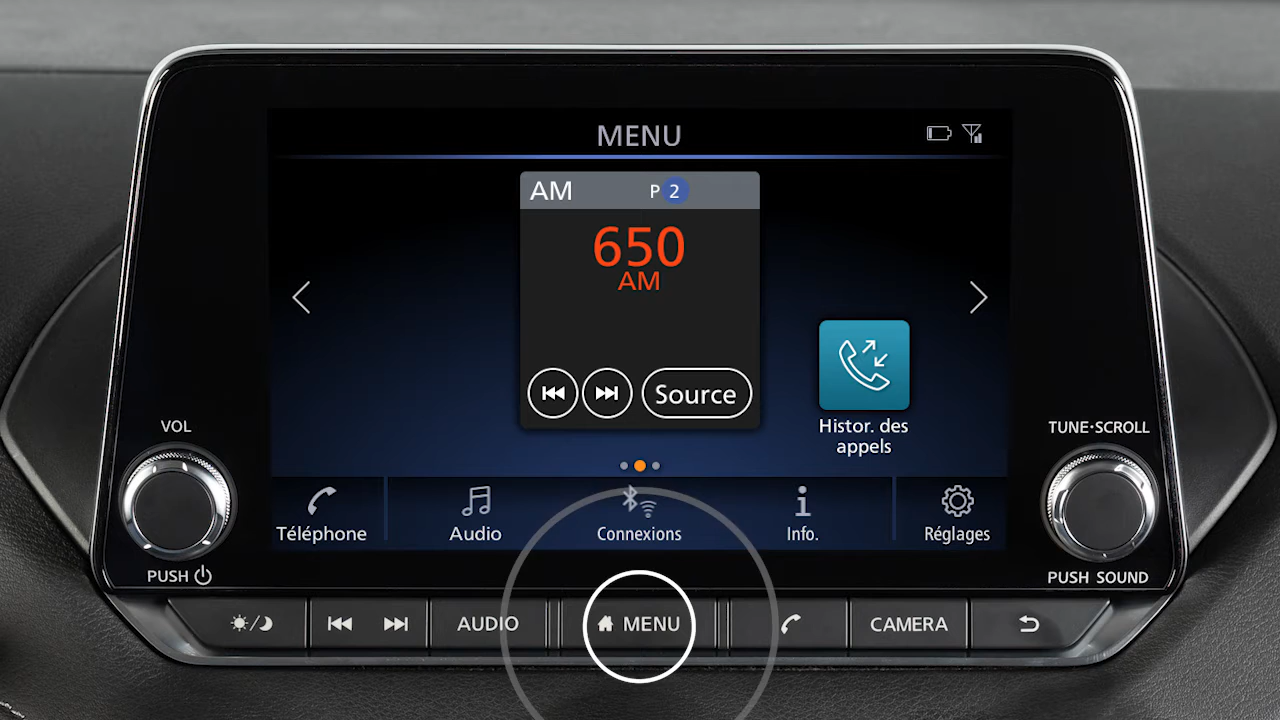 MENU
AM P 2
650
AM
Source
Histor. des
appels
VOL
TUNE·SCROLL
Téléphone
Audio
Connexions
Info.
Réglages
PUSH
PUSH SOUND
AUDIO
MENU
CAMERA